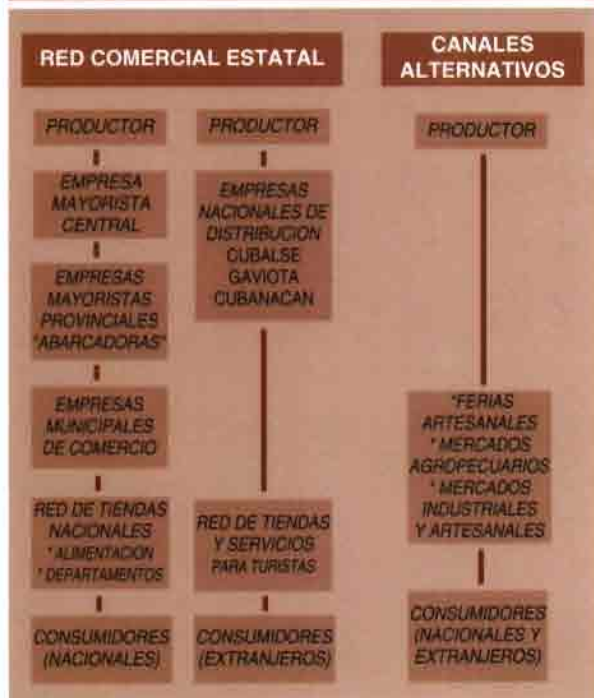 RED COMERCIAL ESTATAL
PRODUCTOR
EMPRESA
MAYORISTA
CENTRAL
EMPRESAS
MAYORISTAS
PROVINCIALES
"ABARCADORAS"
EMPRESAS
MUNICIPALES
DE COMERCIO
RED DE TIENDAS
NACIONALES
* ALIMENTACION
* DEPARTAMENTOS
CONSUMIDORES
(NACIONALES)
PRODUCTOR
EMPRESAS
NACIONALES DE
DISTRIBUCION
CUBALSE
GAVIOTA
CUBANACAN
RED DE TIENDAS
Y SERVICIOS
PARA TURISTAS
CONSUMIDORES
(EXTRANJEROS)
CANALES
ALTERNATIVOS
PRODUCTOR
*FERIAS
ARTESANALES
* MERCADOS
AGROPECUARIOS
* MERCADOS
INDUSTRIALES
Y ARTESANALES
CONSUMIDORES
(NACIONALES Y
EXTRANJEROS)